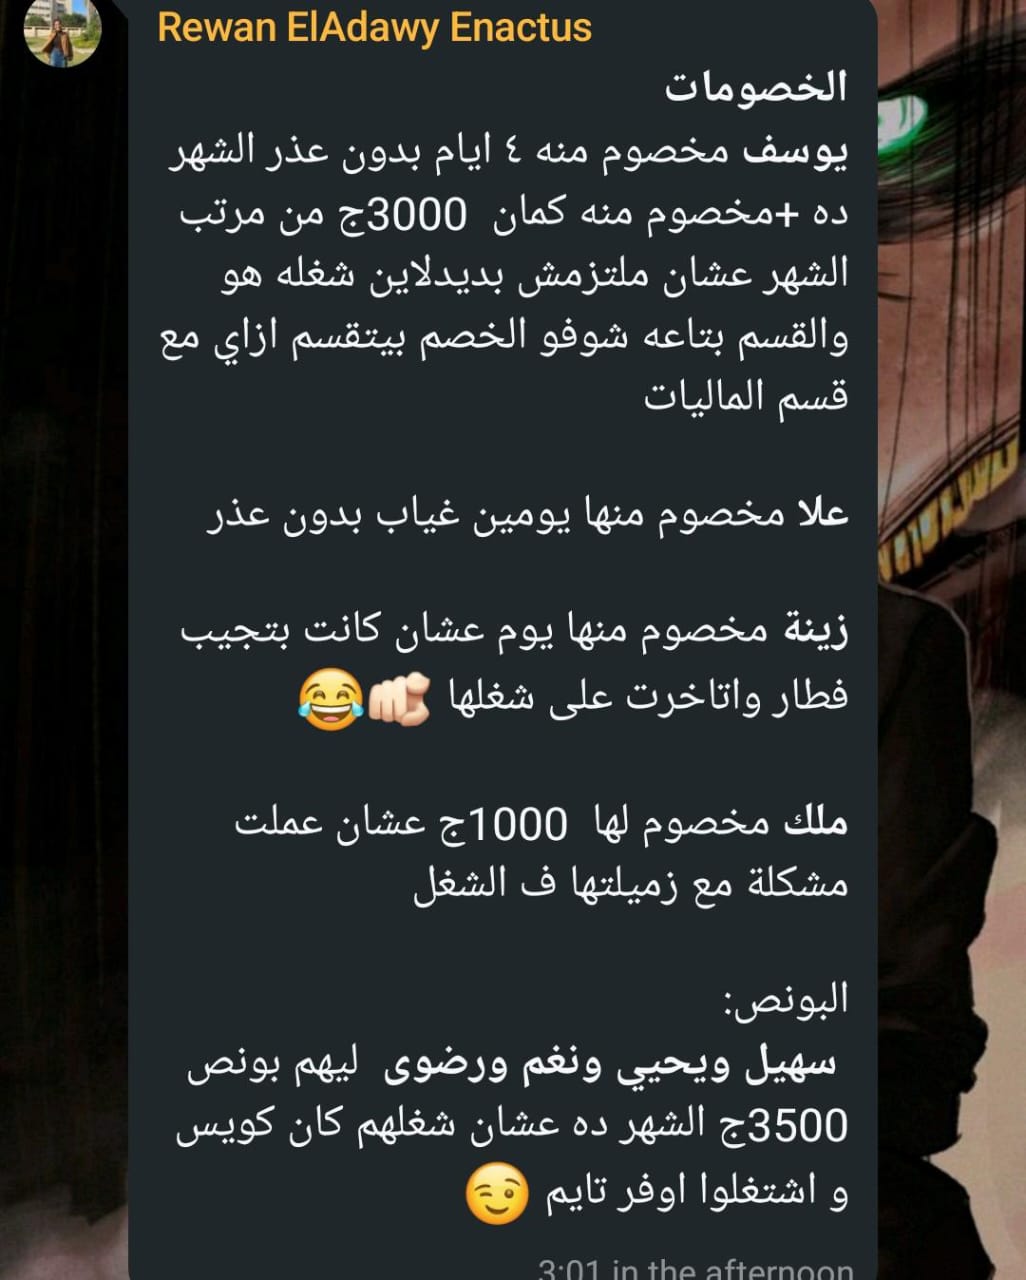 Rewan ElAdawy Enactus
الخصومات
يوسف مخصوم منه ٤ ايام بدون عذر الشهر
ده +مخصوم منه كمان 3000ج من مرتب
الشهر عشان ملتزمش بديدلاين شغله هو
والقسم بتاعه شوفو الخصم بيتقسم ازاي مع
قسم الماليات
علا مخصوم منها يومين غياب بدون عذر
زينة مخصوم منها يوم عشان كانت بتجيب
فطار واتاخرت على شغلها 🫵🏻😂
ملك مخصوم لها 1000ج عشان عملت
مشكلة مع زميلتها ف الشغل
البونص:
سهيل ويحيي ونغم ورضوى ليهم بونص
3500ج الشهر ده عشان شغلهم كان كويس
و اشتغلوا اوفر تايم 😉
3:01 in the afternoon